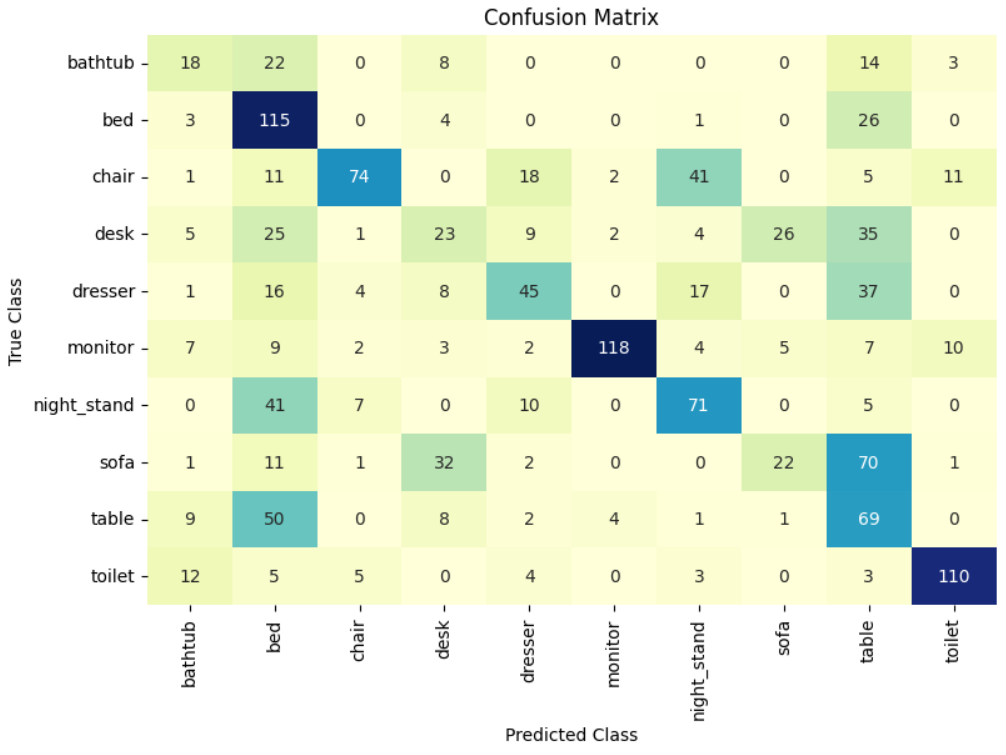 Confusion Matrix
True Class
bathtub 18 22 0 8 0 0 0 0 14 3
bed 3 115 0 4 0 0 1 0 26 0
chair 1 11 74 0 18 2 41 0 5 11
desk 5 25 1 23 9 2 4 26 35 0
dresser 1 16 4 8 45 0 17 0 37 0
monitor 7 9 2 3 2 118 4 5 7 10
night_stand 0 41 7 0 10 0 71 0 5 0
sofa 1 11 1 32 2 0 0 22 70 1
table 9 50 0 8 2 4 1 1 69 0
toilet 12 5 5 0 4 0 3 0 3 110
bathtub bed chair desk dresser monitor night_stand sofa table toilet
Predicted Class